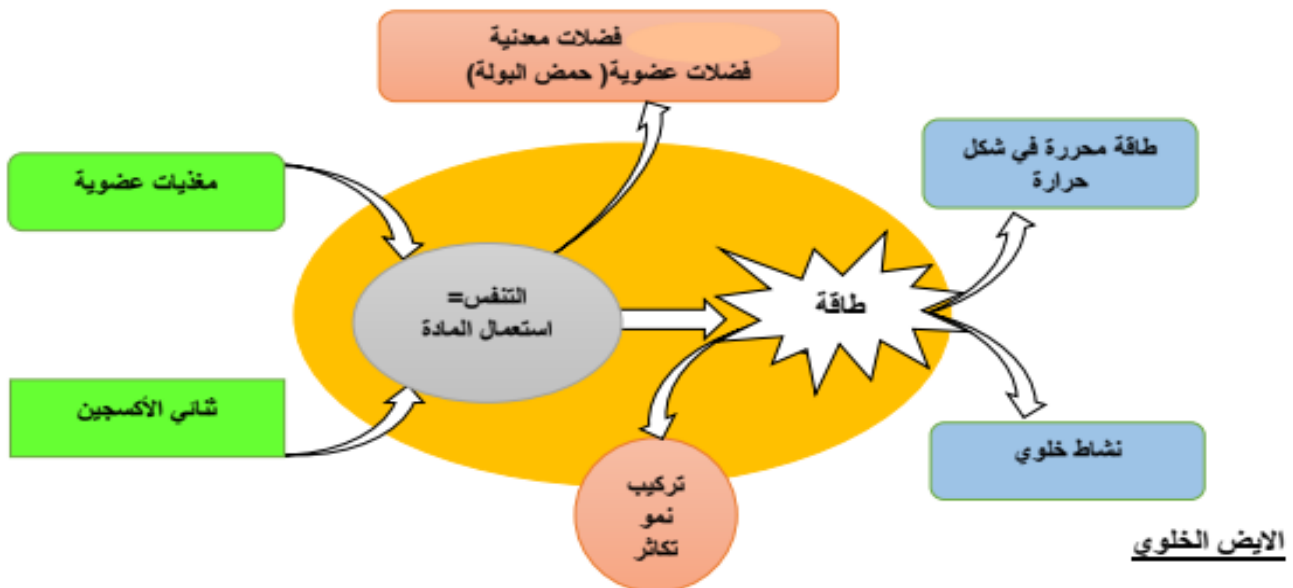 فضلات معدنية
فضلات عضوية( حمض البولة)
طاقة محررة في شكل
حرارة
مغذيات عضوية
التنفس=
استعمال المادة
طاقة
ثنائي الأكسجين
نشاط خلوي
تركيب
نمو
تكاثر
الايض الخلوي